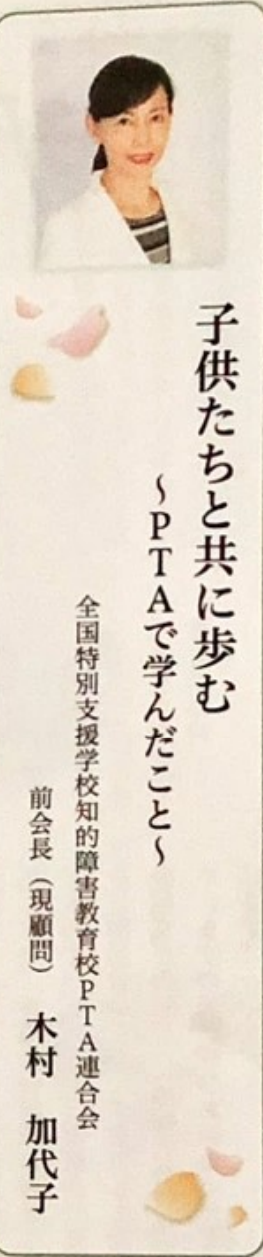 子供たちと共に歩む
～PTAで学んだこと～
全国特別支援学校知的障害教育校PTA連合会
前会長（現顧問）　木村　加代子